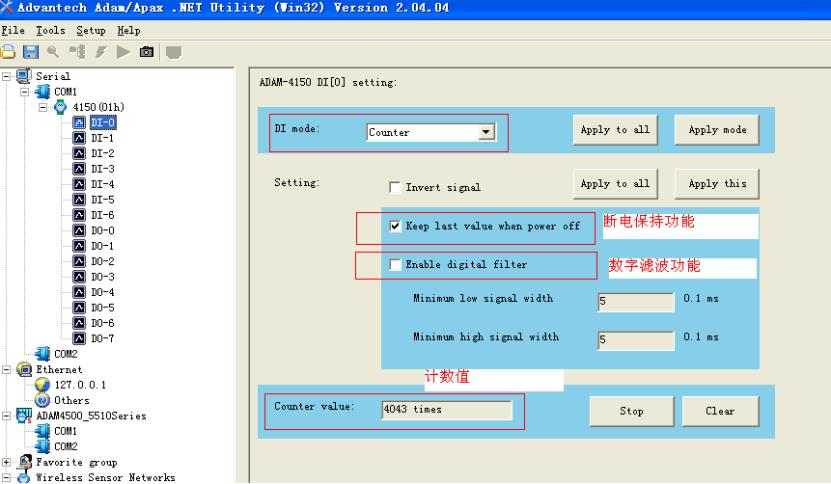 Advantech Adam/Apax .NET Utility (Win32) Version 2.04.04
File Tools Setup Help
Serial
COM1
4150(01h)
DI-0
DI-1
DI-2
DI-3
DI-4
DI-5
DI-6
DO-0
DO-1
DO-2
DO-3
DO-4
DO-5
DO-6
DO-7
COM2
Ethernet
127.0.0.1
Others
ADAM4500_5510Series
COM1
COM2
Favorite group
Wireless Sensor Networks
ADAM-4150 DI[0] setting:
DI mode: Counter Apply to all Apply mode
Setting: Invert signal Apply to all Apply this
Keep last value when power off 断电保持功能
Enable digital filter 数字滤波功能
Minimum low signal width 5 0.1 ms
Minimum high signal width 5 0.1 ms
计数值
Counter value: 4043 times Stop Clear